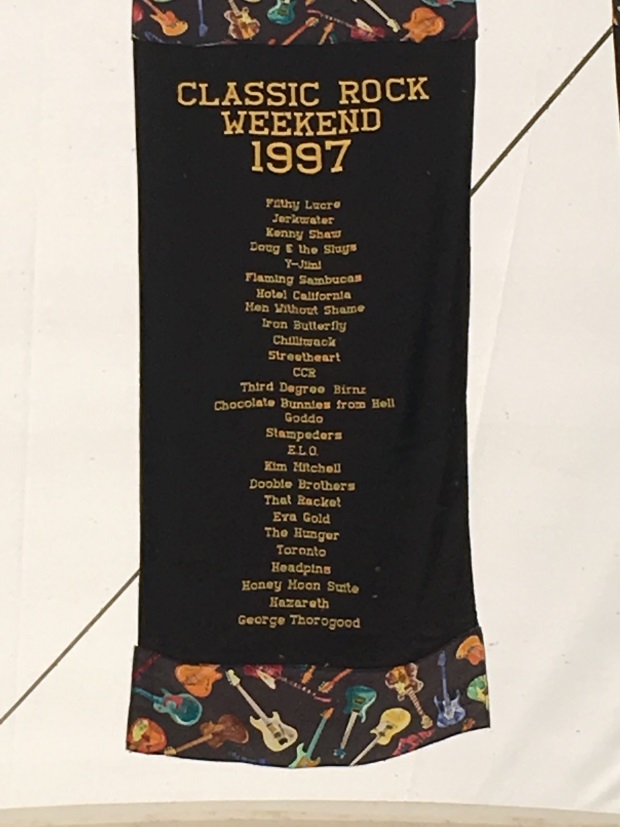 CLASSIC ROCK
WEEKEND
1997
Filthy Lucre
Jerkwater
Kenny Shaw
Doug & the Slugs
Y-Jimi
Flaming Sambucas
Hotel California
Men Without Shame
Iron Butterfly
Chilliwack
Streetheart
CCR
Third Degree Birnz
Chocolate Bunnies from Hell
Goddo
Stampeders
E.L.O.
Kim Mitchell
Doobie Brothers
That Racket
Eva Gold
The Hunger
Toronto
Headpins
Honey Moon Suite
Nazareth
George Thorogood